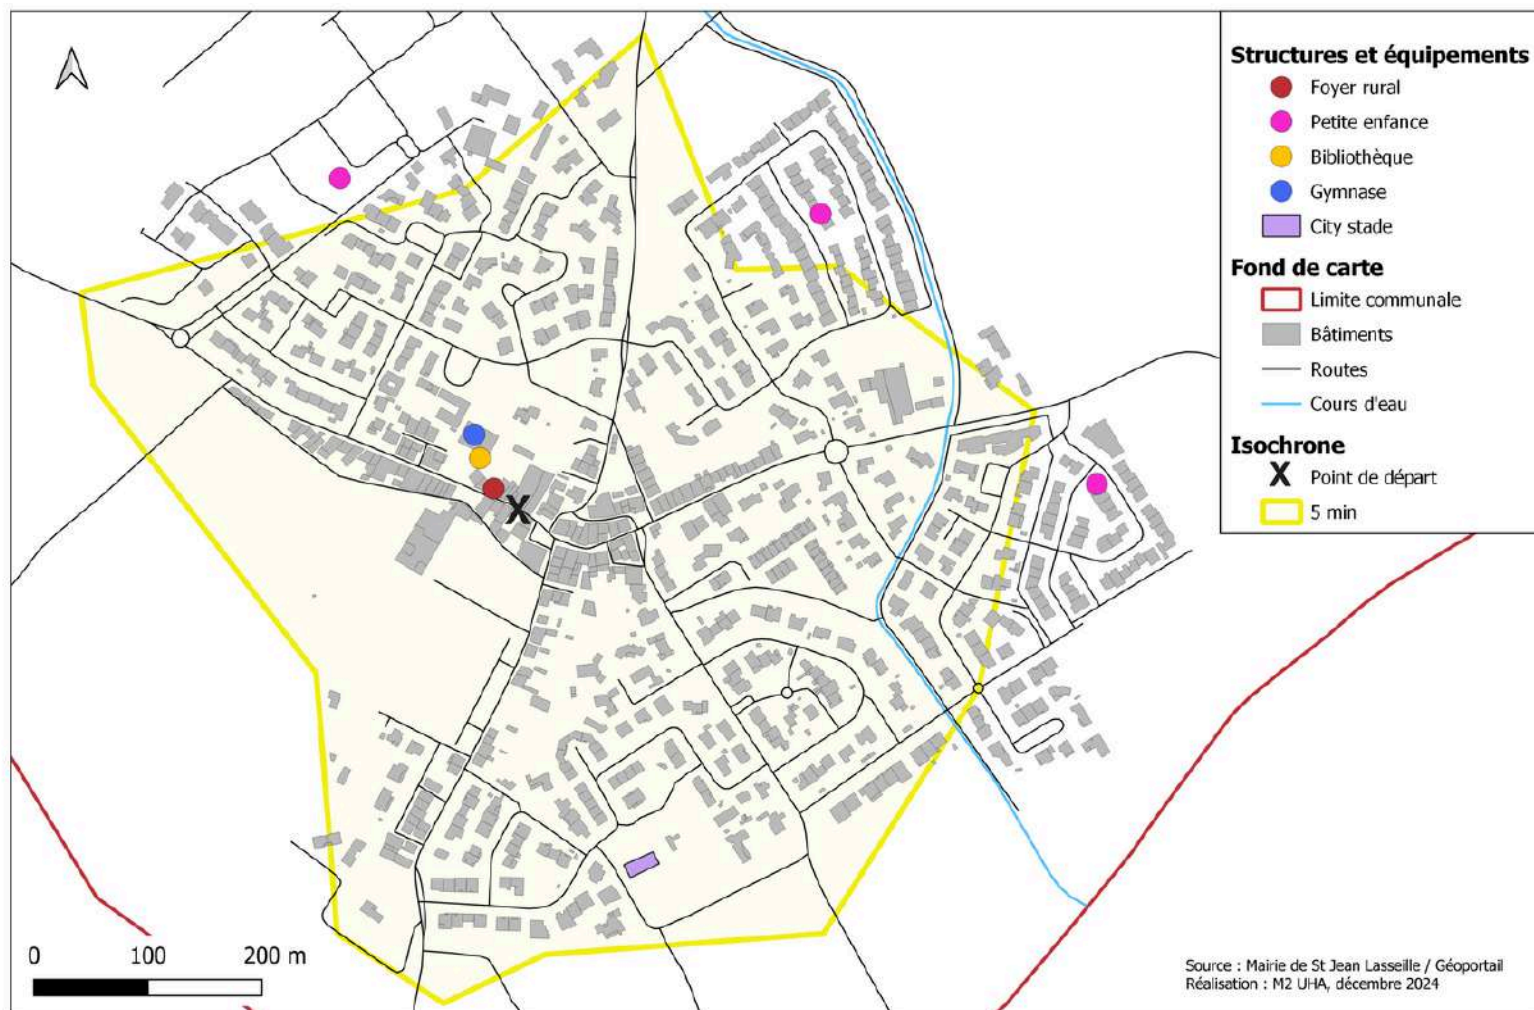 Structures et équipements
Foyer rural
Petite enfance
Bibliothèque
Gymnase
City stade
Fond de carte
Limite communale
Bâtiments
Routes
Cours d'eau
Isochrone
X Point de départ
5 min
X
0 100 200 m
Source : Mairie de St Jean Lasseille / Géoportail
Réalisation : M2 UHA, décembre 2024